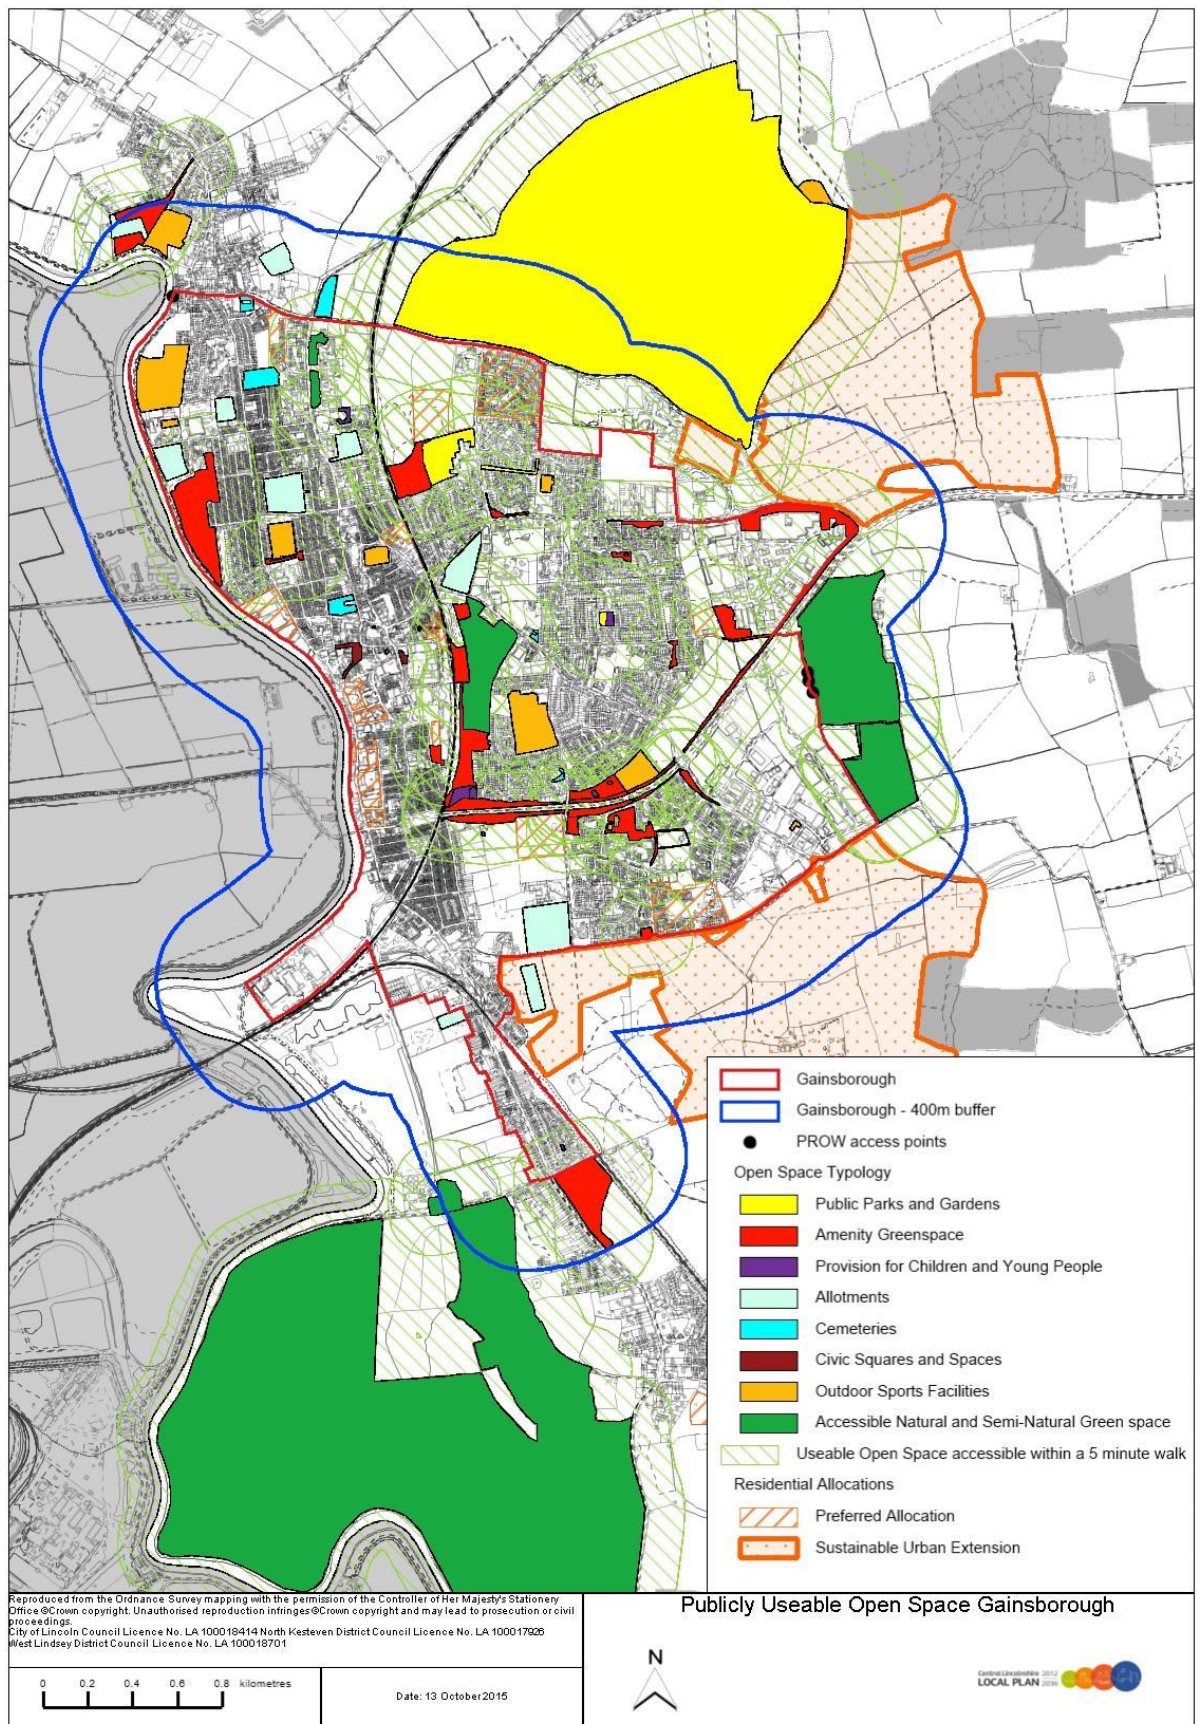 Gainsborough
Gainsborough - 400m buffer
PROW access points
Open Space Typology
Public Parks and Gardens
Amenity Greenspace
Provision for Children and Young People
Allotments
Cemeteries
Civic Squares and Spaces
Outdoor Sports Facilities
Accessible Natural and Semi-Natural Green space
Useable Open Space accessible within a 5 minute walk
Residential Allocations
Preferred Allocation
Sustainable Urban Extension
Reproduced from the Ordnance Survey mapping with the permission of the Controller of Her Majesty's Stationery
Office ©Crown copyright. Unauthorised reproduction infringes ©Crown copyright and may lead to prosecution or civil
proceedings.
City of Lincoln Council Licence No. LA 100018414 North Kesteven District Council Licence No. LA 100017926
West Lindsey District Council Licence No. LA 100018701
Publicly Useable Open Space Gainsborough
0 0.2 0.4 0.6 0.8 kilometres
Date: 13 October 2015
N
Central Lincolnshire 2012
LOCAL PLAN 2036